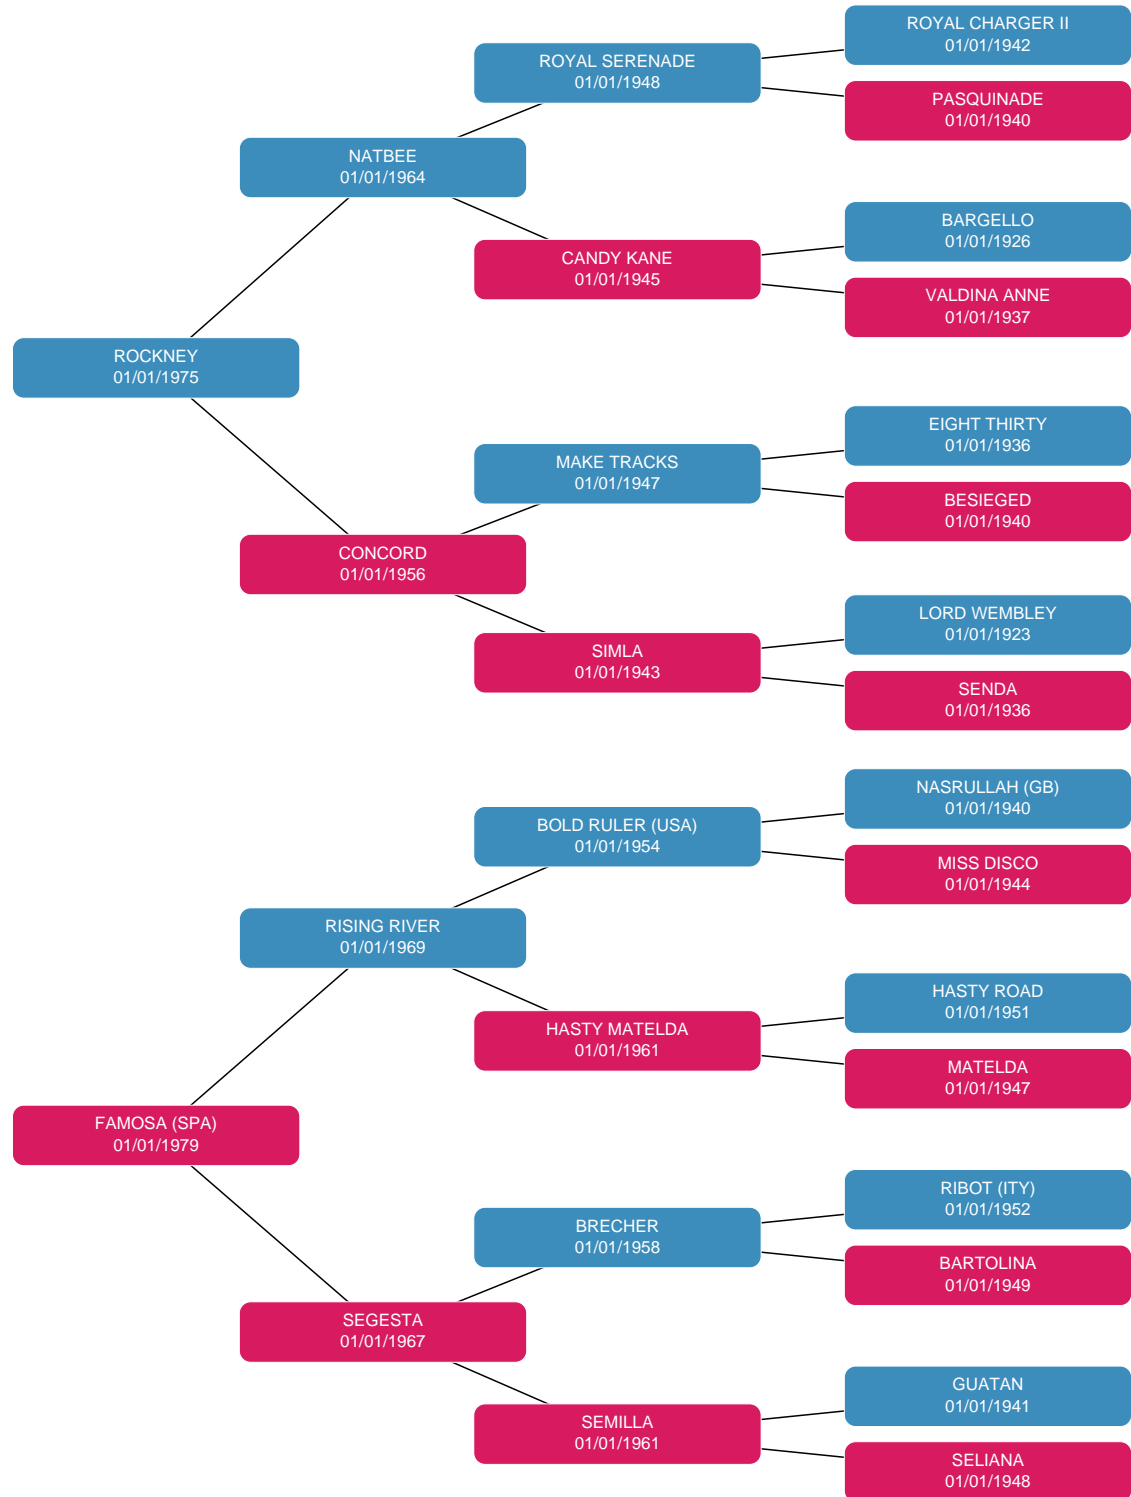 ROYAL CHARGER II
01/01/1942
ROYAL SERENADE
01/01/1948
PASQUINADE
01/01/1940
NATBEE
01/01/1964
BARGELLO
01/01/1926
CANDY KANE
01/01/1945
VALDINA ANNE
01/01/1937
ROCKNEY
01/01/1975
EIGHT THIRTY
01/01/1936
MAKE TRACKS
01/01/1947
BESIEGED
01/01/1940
CONCORD
01/01/1956
LORD WEMBLEY
01/01/1923
SIMLA
01/01/1943
SENDA
01/01/1936
NASRULLAH (GB)
01/01/1940
BOLD RULER (USA)
01/01/1954
MISS DISCO
01/01/1944
RISING RIVER
01/01/1969
HASTY ROAD
01/01/1951
HASTY MATELDA
01/01/1961
MATELDA
01/01/1947
FAMOSA (SPA)
01/01/1979
RIBOT (ITY)
01/01/1952
BRECHER
01/01/1958
BARTOLINA
01/01/1949
SEGESTA
01/01/1967
GUATAN
01/01/1941
SEMILLA
01/01/1961
SELIANA
01/01/1948